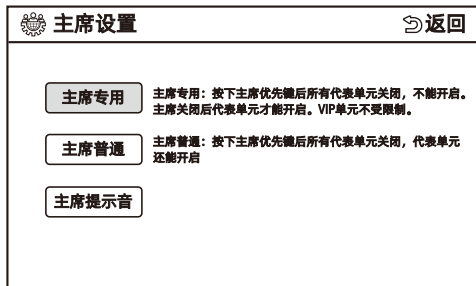 主席设置
返回
主席专用
主席专用：按下主席优先键后所有代表单元关闭，不能开启。
主席关闭后代表单元才能开启。VIP单元不受限制。
主席普通
主席普通：按下主席优先键后所有代表单元关闭，代表单元
还能开启
主席提示音